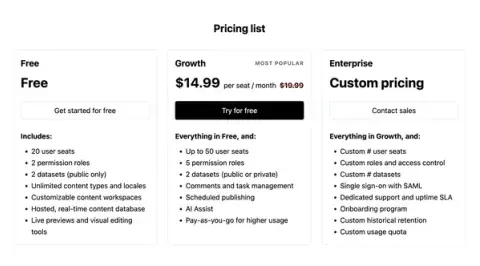 Pricing list
Free
Free
Get started for free
Includes:
• 20 user seats
• 2 permission roles
• 2 datasets (public only)
• Unlimited content types and locales
• Customizable content workspaces
• Hosted, real-time content database
• Live previews and visual editing
tools
Growth MOST POPULAR
$14.99 per seat / month $19.99
Try for free
Everything in Free, and:
• Up to 50 user seats
• 5 permission roles
• 2 datasets (public or private)
• Comments and task management
• Scheduled publishing
• AI Assist
• Pay-as-you-go for higher usage
Enterprise
Custom pricing
Contact sales
Everything in Growth, and:
• Custom # user seats
• Custom roles and access control
• Custom # datasets
• Single sign-on with SAML
• Dedicated support and uptime SLA
• Onboarding program
• Custom historical retention
• Custom usage quota